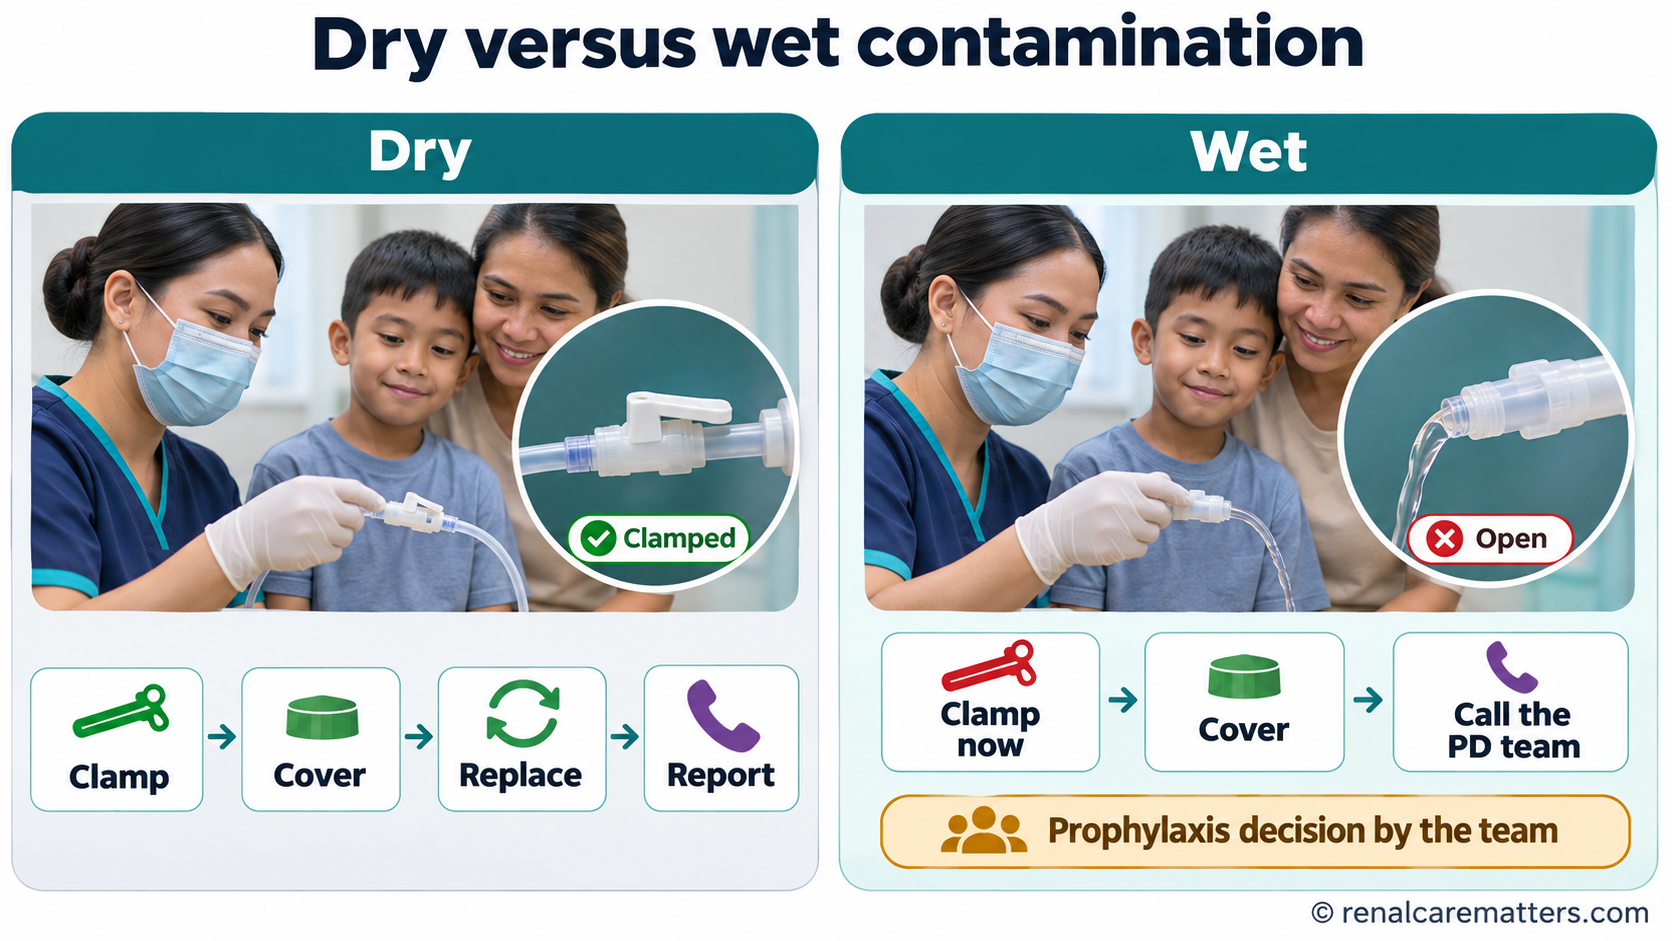 Dry versus wet contamination
Dry
Clamped
Clamp
Cover
Replace
Report
Wet
Open
Clamp
now
Cover
Call the
PD team
Prophylaxis decision by the team
© renalcarematters.com